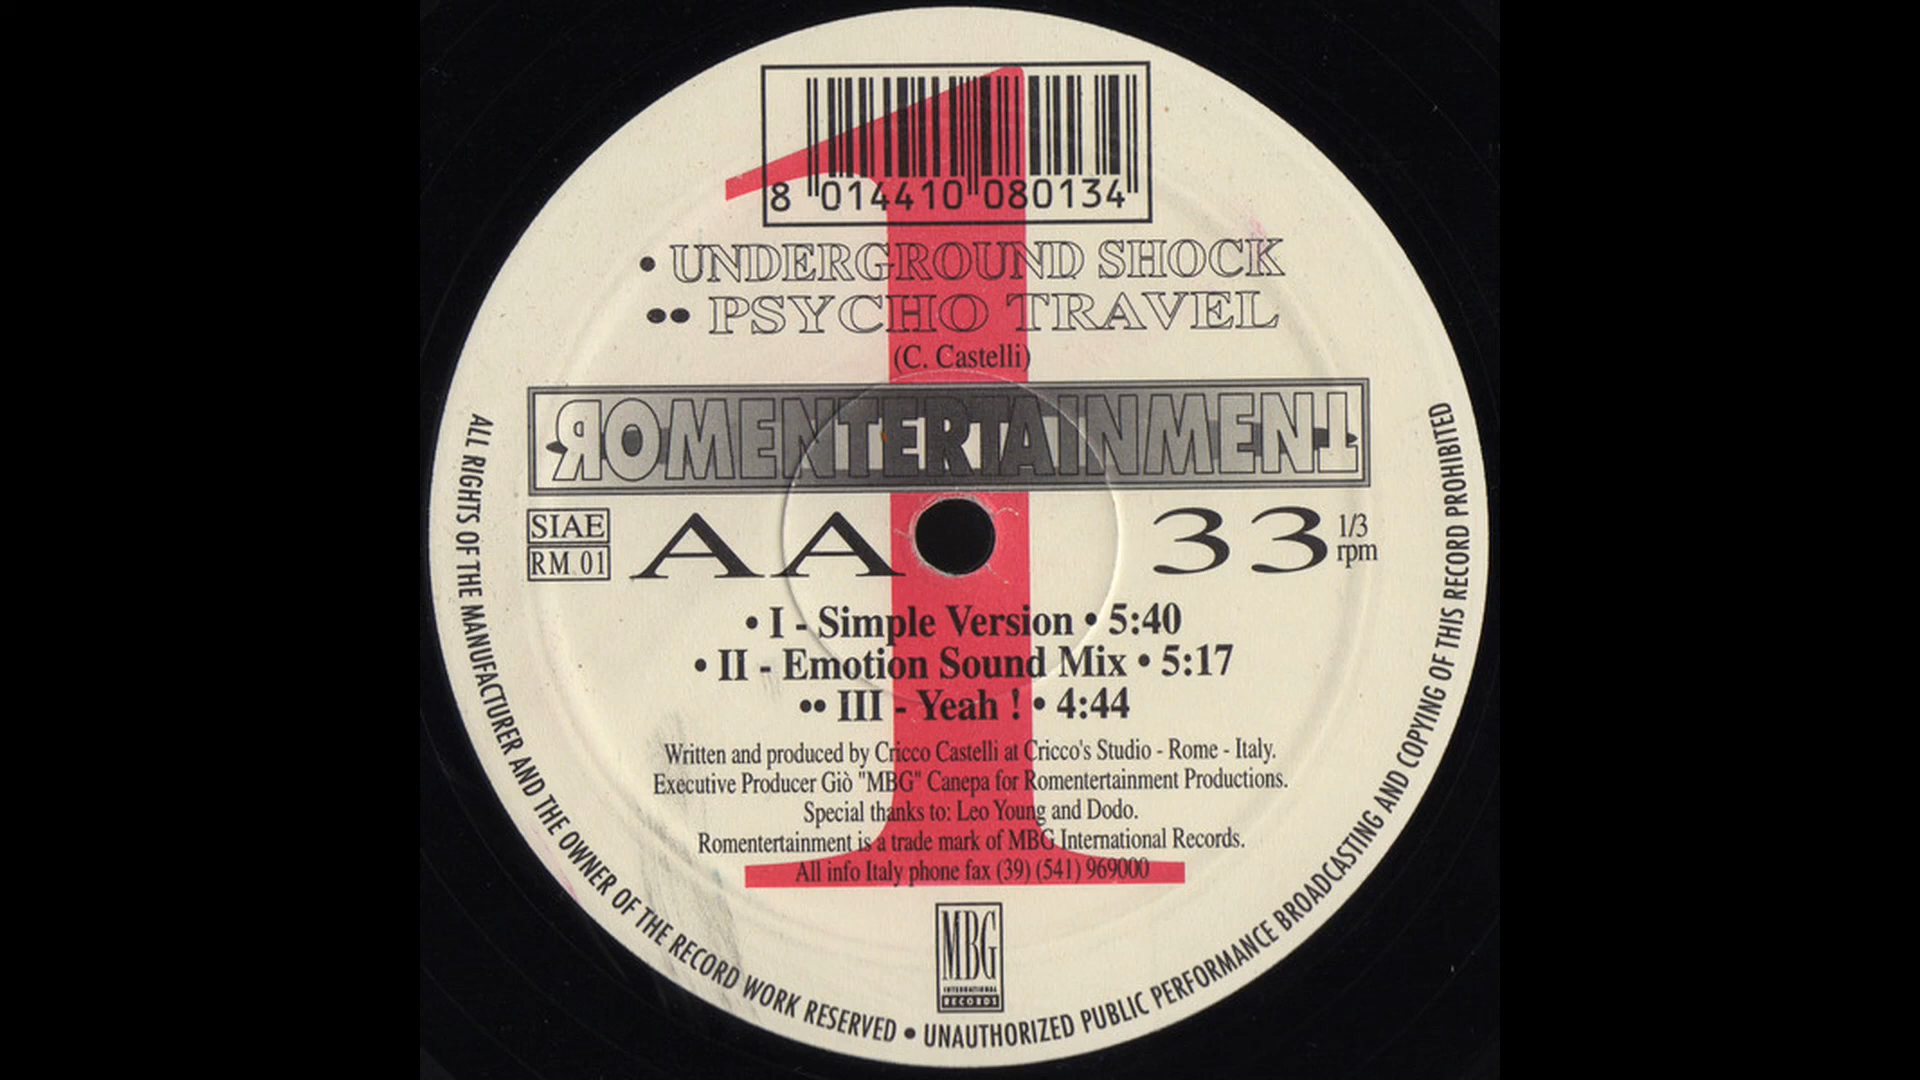 8 014410 080134
• UNDERGROUND SHOCK
•• PSYCHO TRAVEL
(C. Castelli)
ROMENTERTAINMENT
SIAE
RM 01
AA
33 1/3 rpm
• I - Simple Version • 5:40
• II - Emotion Sound Mix • 5:17
•• III - Yeah ! • 4:44
Written and produced by Cricco Castelli at Cricco's Studio - Rome - Italy.
Executive Producer Giò "MBG" Canepa for Romentertainment Productions.
Special thanks to: Leo Young and Dodo.
Romentertainment is a trade mark of MBG International Records.
All info Italy phone fax (39) (541) 969000
MBG
INTERNATIONAL
RECORDS
ALL RIGHTS OF THE MANUFACTURER AND THE OWNER OF THE RECORD WORK RESERVED • UNAUTHORIZED PUBLIC PERFORMANCE BROADCASTING AND COPYING OF THIS RECORD PROHIBITED
1